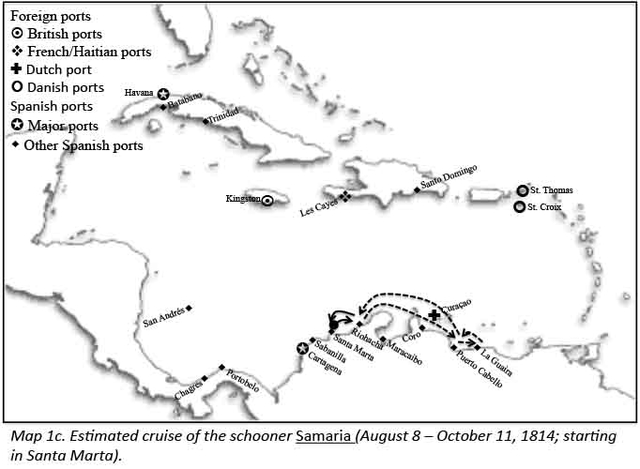 Foreign ports
British ports
French/Haitian ports
Dutch port
Danish ports
Spanish ports
Major ports
Other Spanish ports
Havana
Batabanó
Trinidad
Kingston
Les Cayes
Santo Domingo
St. Thomas
St. Croix
San Andrés
Chagres
Portobelo
Cartagena
Sabanilla
Santa Marta
Riohacha
Maracaibo
Coro
Curaçao
Puerto Cabello
La Guaira
Map 1c. Estimated cruise of the schooner Samaria (August 8 – October 11, 1814; starting
in Santa Marta).